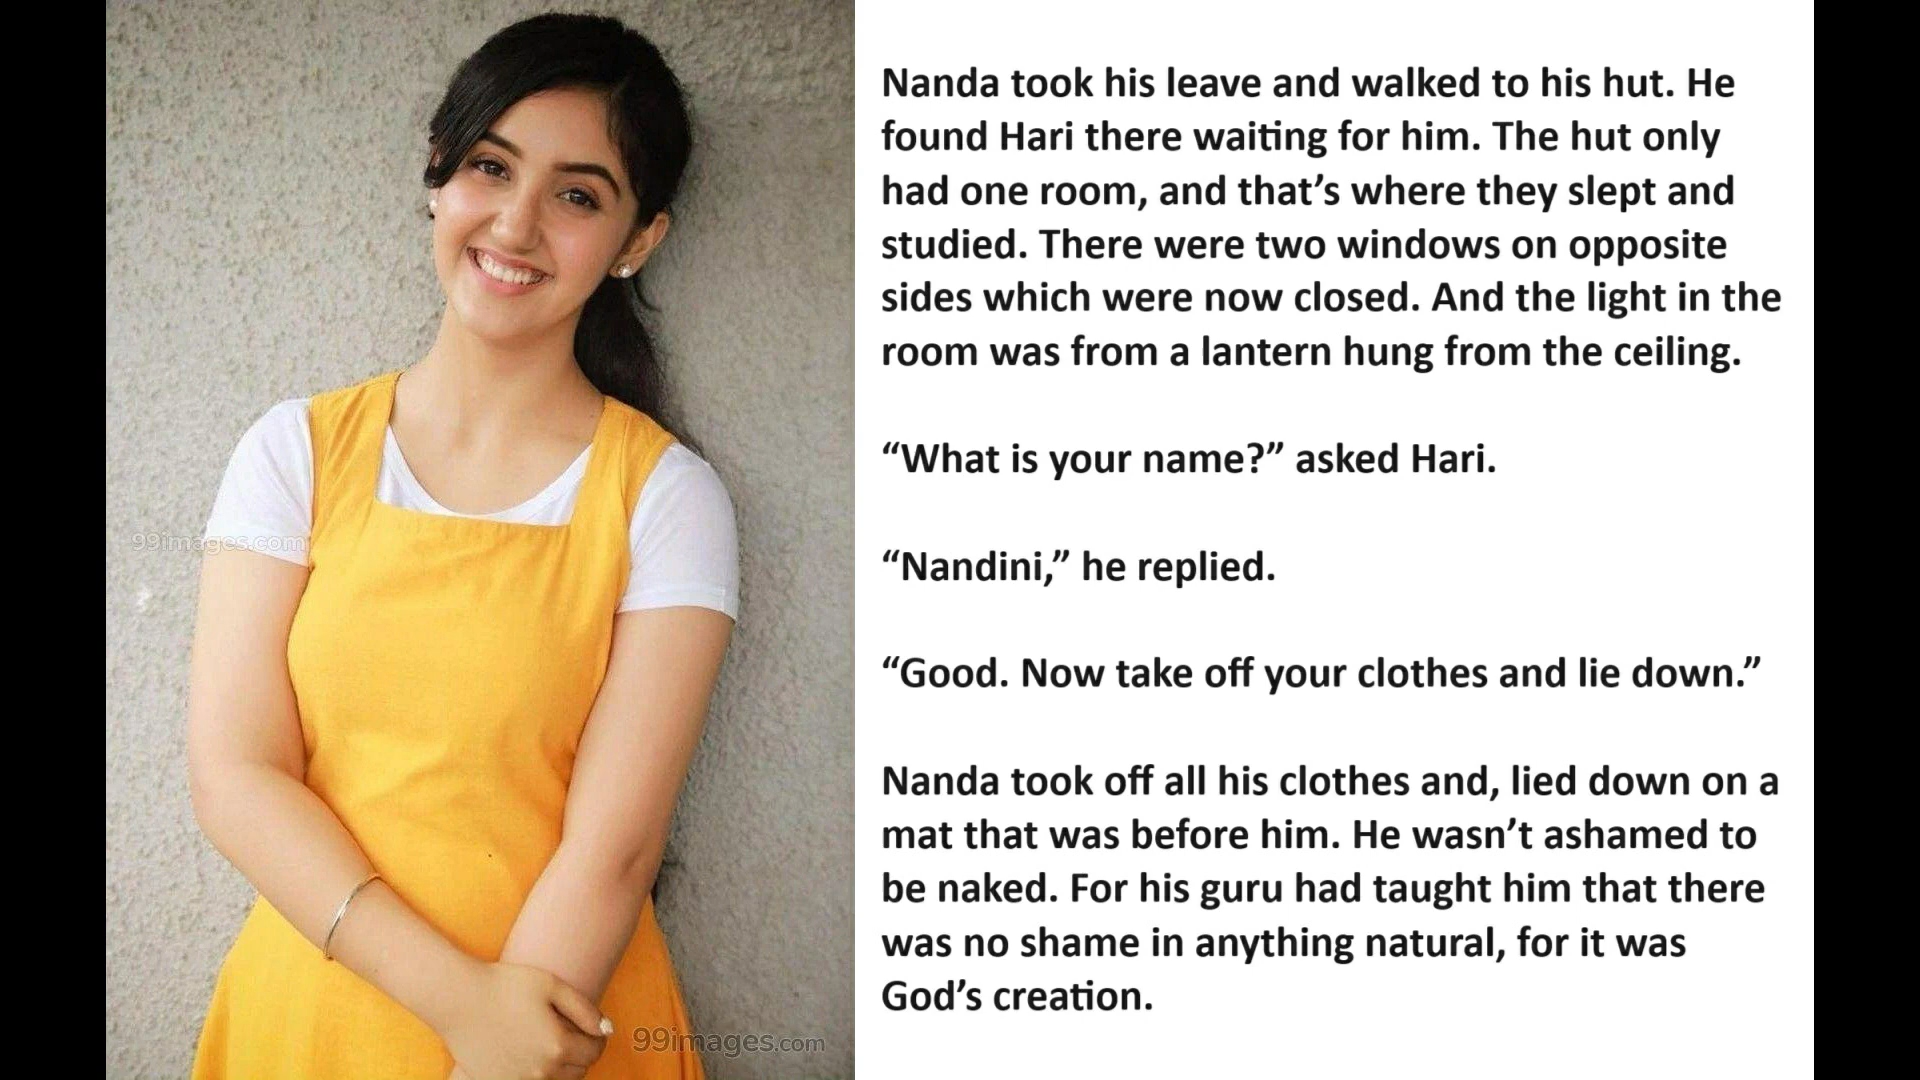 Nanda took his leave and walked to his hut. He
found Hari there waiting for him. The hut only
had one room, and that’s where they slept and
studied. There were two windows on opposite
sides which were now closed. And the light in the
room was from a lantern hung from the ceiling.
“What is your name?” asked Hari.
“Nandini,” he replied.
“Good. Now take off your clothes and lie down.”
Nanda took off all his clothes and, lied down on a
mat that was before him. He wasn’t ashamed to
be naked. For his guru had taught him that there
was no shame in anything natural, for it was
God’s creation.
99images.com
99images.com